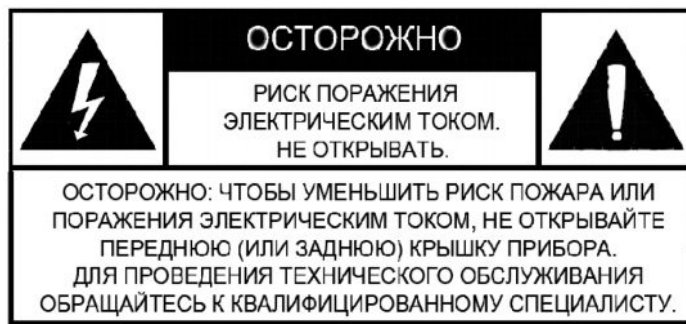 ОСТОРОЖНО
РИСК ПОРАЖЕНИЯ
ЭЛЕКТРИЧЕСКИМ ТОКОМ.
НЕ ОТКРЫВАТЬ.
ОСТОРОЖНО: ЧТОБЫ УМЕНЬШИТЬ РИСК ПОЖАРА ИЛИ
ПОРАЖЕНИЯ ЭЛЕКТРИЧЕСКИМ ТОКОМ, НЕ ОТКРЫВАЙТЕ
ПЕРЕДНЮЮ (ИЛИ ЗАДНЮЮ) КРЫШКУ ПРИБОРА.
ДЛЯ ПРОВЕДЕНИЯ ТЕХНИЧЕСКОГО ОБСЛУЖИВАНИЯ
ОБРАЩАЙТЕСЬ К КВАЛИФИЦИРОВАННОМУ СПЕЦИАЛИСТУ.